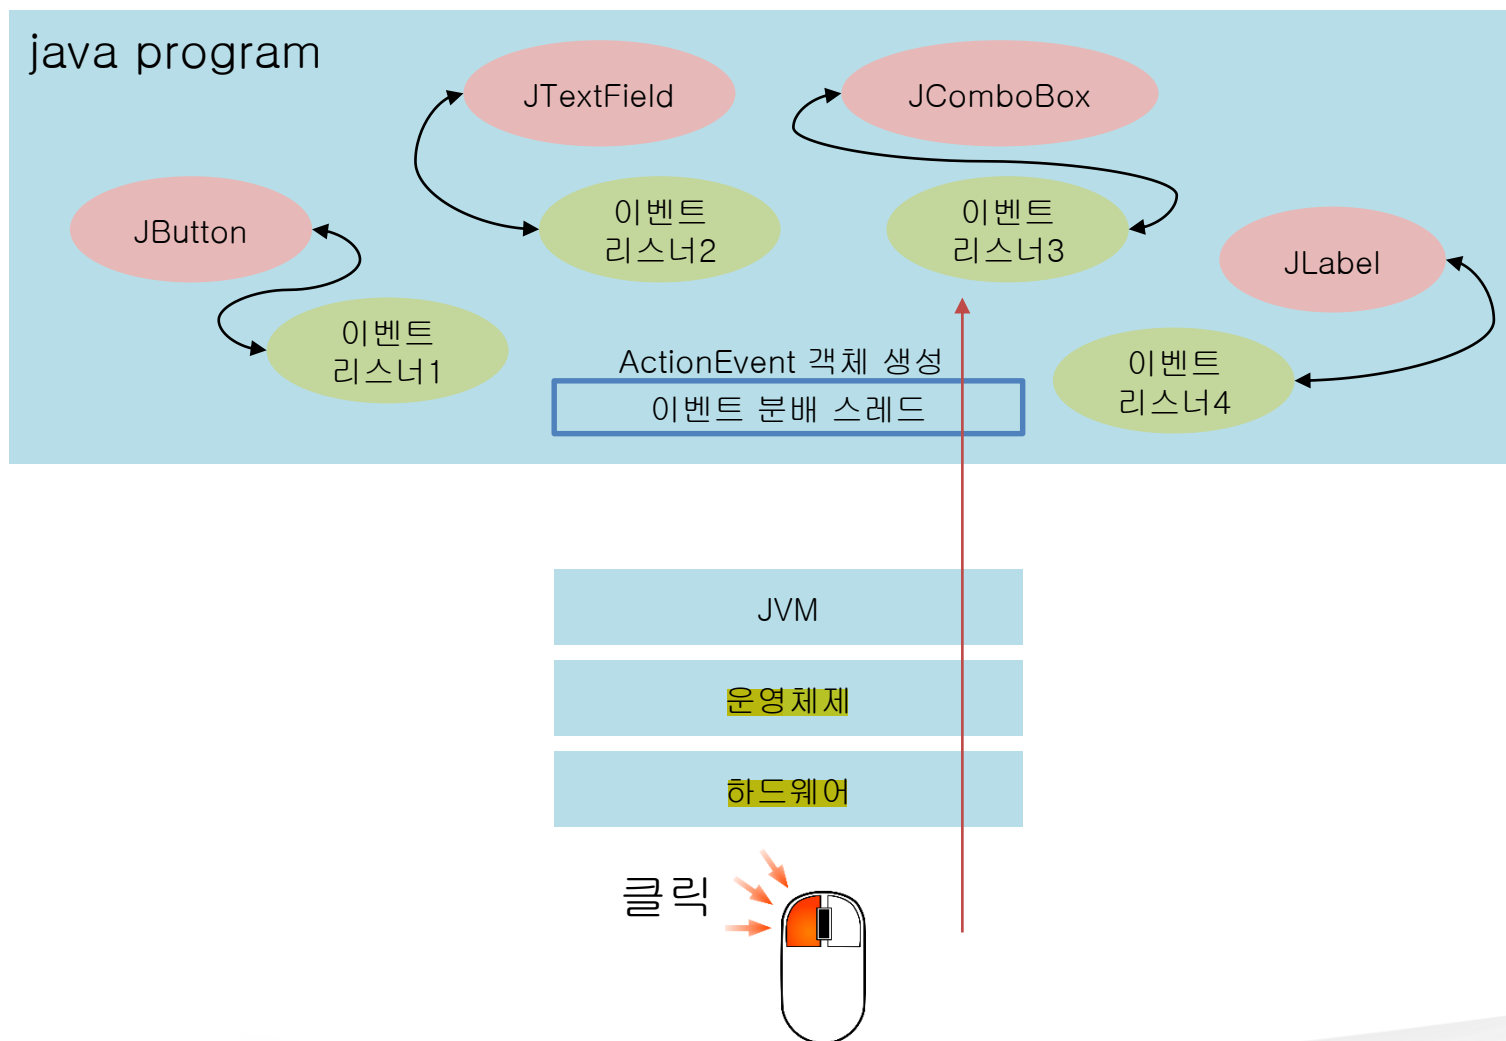 java program
JTextField
JComboBox
이벤트
리스너2
이벤트
리스너3
JButton
JLabel
이벤트
리스너1
이벤트
리스너4
ActionEvent 객체 생성
이벤트 분배 스레드
JVM
운영체제
하드웨어
클릭